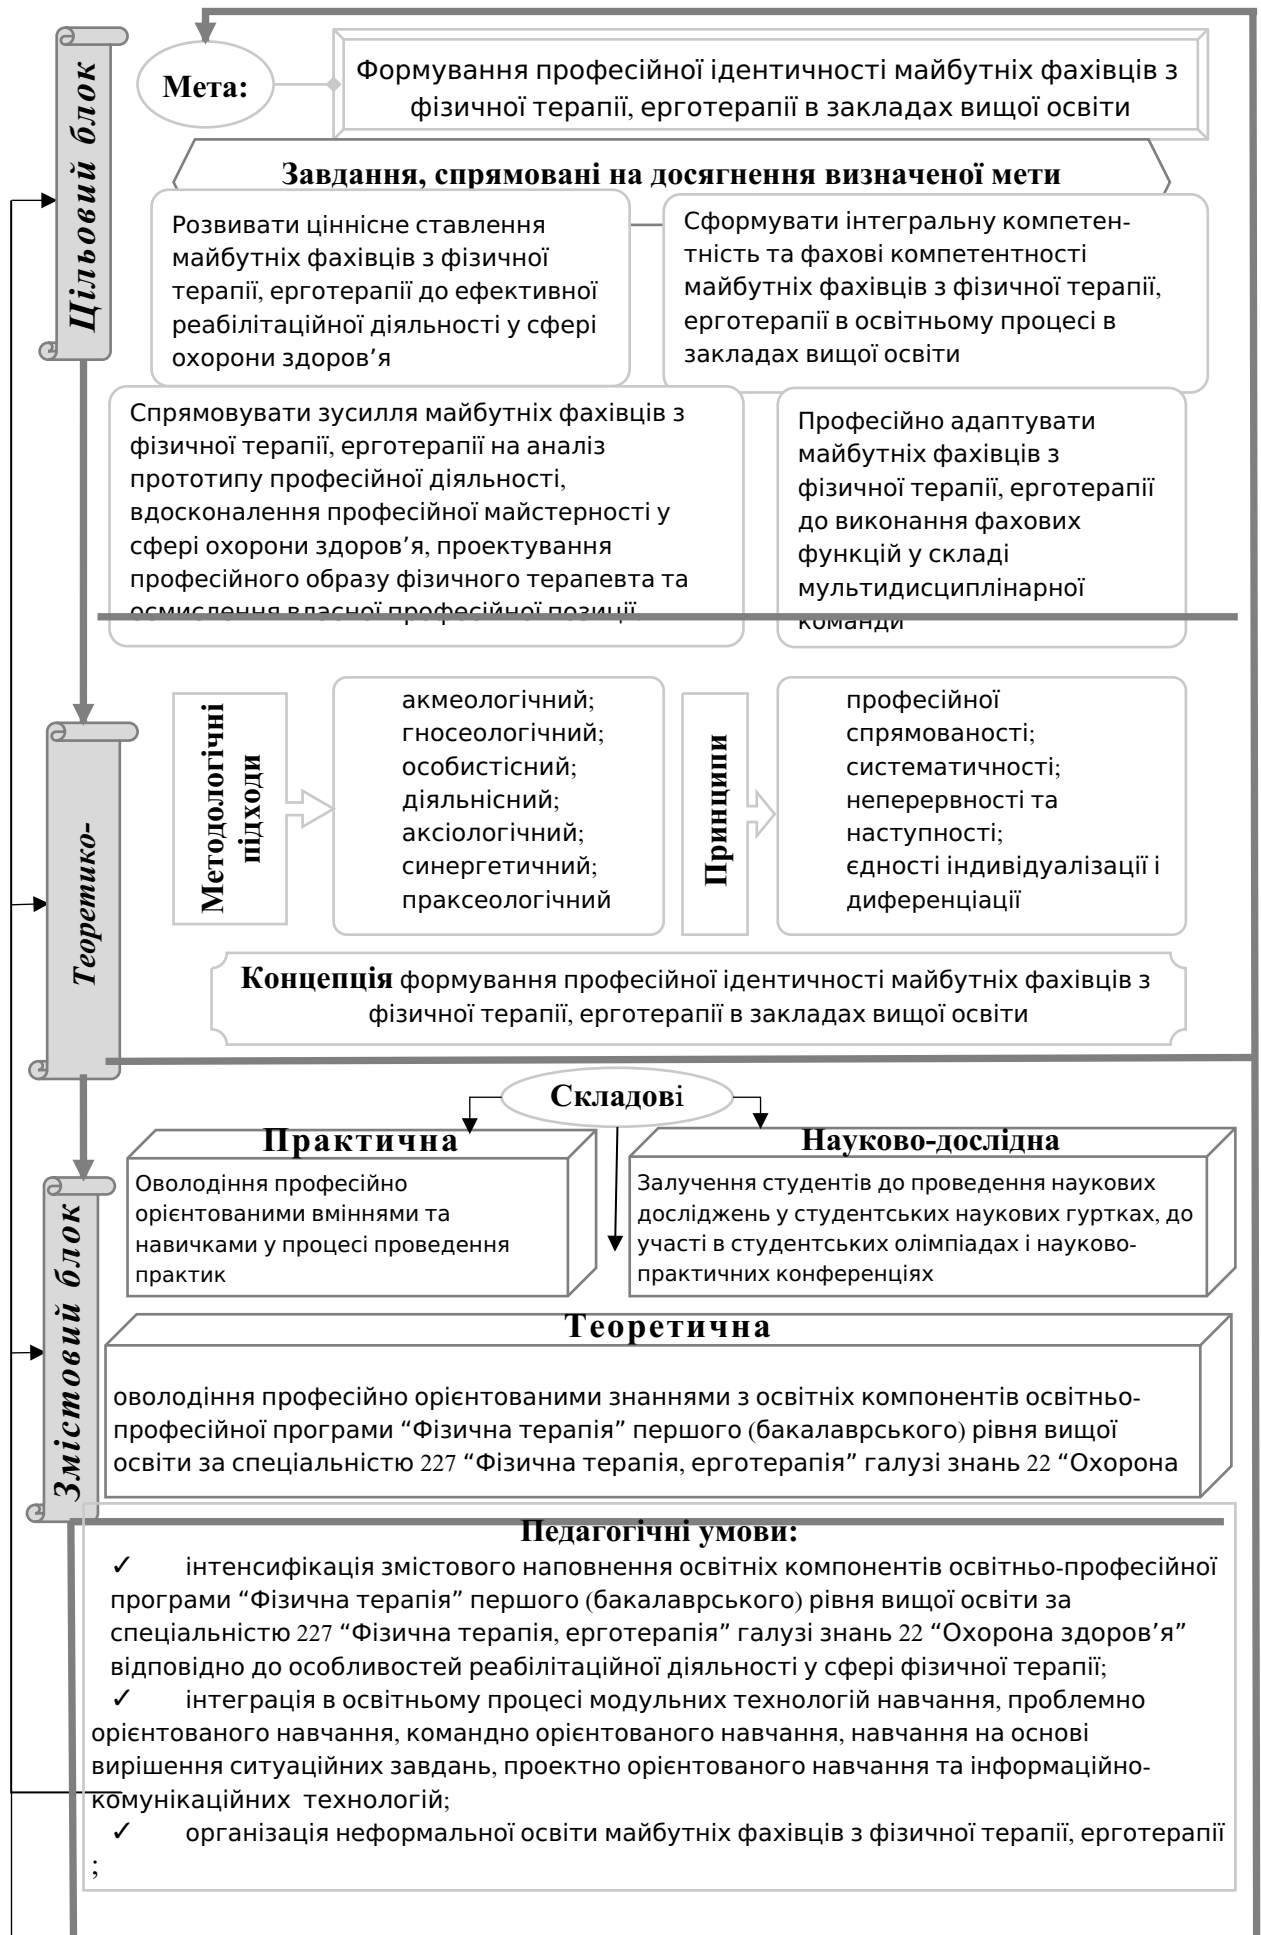 Цільовий блок
Мета:
Формування професійної ідентичності майбутніх фахівців з
фізичної терапії, ерготерапії в закладах вищої освіти
Завдання, спрямовані на досягнення визначеної мети
Розвивати ціннісне ставлення
майбутніх фахівців з фізичної
терапії, ерготерапії до ефективної
реабілітаційної діяльності у сфері
охорони здоров’я
Сформувати інтегральну компетен-
тність та фахові компетентності
майбутніх фахівців з фізичної терапії,
ерготерапії в освітньому процесі в
закладах вищої освіти
Спрямовувати зусилля майбутніх фахівців з
фізичної терапії, ерготерапії на аналіз
прототипу професійної діяльності,
вдосконалення професійної майстерності у
сфері охорони здоров’я, проектування
професійного образу фізичного терапевта та
осмислення власної професійної позиції.
Професійно адаптувати
майбутніх фахівців з
фізичної терапії, ерготерапії
до виконання фахових
функцій у складі
мультидисциплінарної
команди
Теоретико-
Методологічні
підходи
акмеологічний;
гносеологічний;
особистісний;
діяльнісний;
аксіологічний;
синергетичний;
праксеологічний
Принципи
професійної
спрямованості;
систематичності;
неперервності та
наступності;
єдності індивідуалізації і
диференціації
Концепція формування професійної ідентичності майбутніх фахівців з
фізичної терапії, ерготерапії в закладах вищої освіти
Змістовий блок
Складові
Практична
Оволодіння професійно
орієнтованими вміннями та
навичками у процесі проведення
практик
Науково-дослідна
Залучення студентів до проведення наукових
досліджень у студентських наукових гуртках, до
участі в студентських олімпіадах і науково-
практичних конференціях
Теоретична
оволодіння професійно орієнтованими знаннями з освітніх компонентів освітньо-
професійної програми “Фізична терапія” першого (бакалаврського) рівня вищої
освіти за спеціальністю 227 “Фізична терапія, ерготерапія” галузі знань 22 “Охорона
Педагогічні умови:
✓ інтенсифікація змістового наповнення освітніх компонентів освітньо-професійної
програми “Фізична терапія” першого (бакалаврського) рівня вищої освіти за
спеціальністю 227 “Фізична терапія, ерготерапія” галузі знань 22 “Охорона здоров’я”
відповідно до особливостей реабілітаційної діяльності у сфері фізичної терапії;
✓ інтеграція в освітньому процесі модульних технологій навчання, проблемно
орієнтованого навчання, командно орієнтованого навчання, навчання на основі
вирішення ситуаційних завдань, проектно орієнтованого навчання та інформаційно-
комунікаційних технологій;
✓ організація неформальної освіти майбутніх фахівців з фізичної терапії, ерготерапії
;